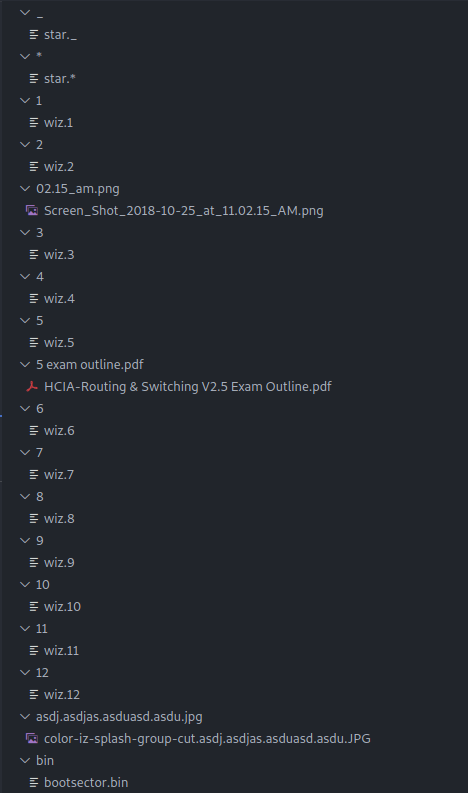 _
star._
*
star.*
1
wiz.1
2
wiz.2
02.15_am.png
Screen_Shot_2018-10-25_at_11.02.15_AM.png
3
wiz.3
4
wiz.4
5
wiz.5
5 exam outline.pdf
HCIA-Routing & Switching V2.5 Exam Outline.pdf
6
wiz.6
7
wiz.7
8
wiz.8
9
wiz.9
10
wiz.10
11
wiz.11
12
wiz.12
asdj.asdjas.asduasd.asdu.jpg
color-iz-splash-group-cut.asdj.asdjas.asduasd.asdu.JPG
bin
bootsector.bin